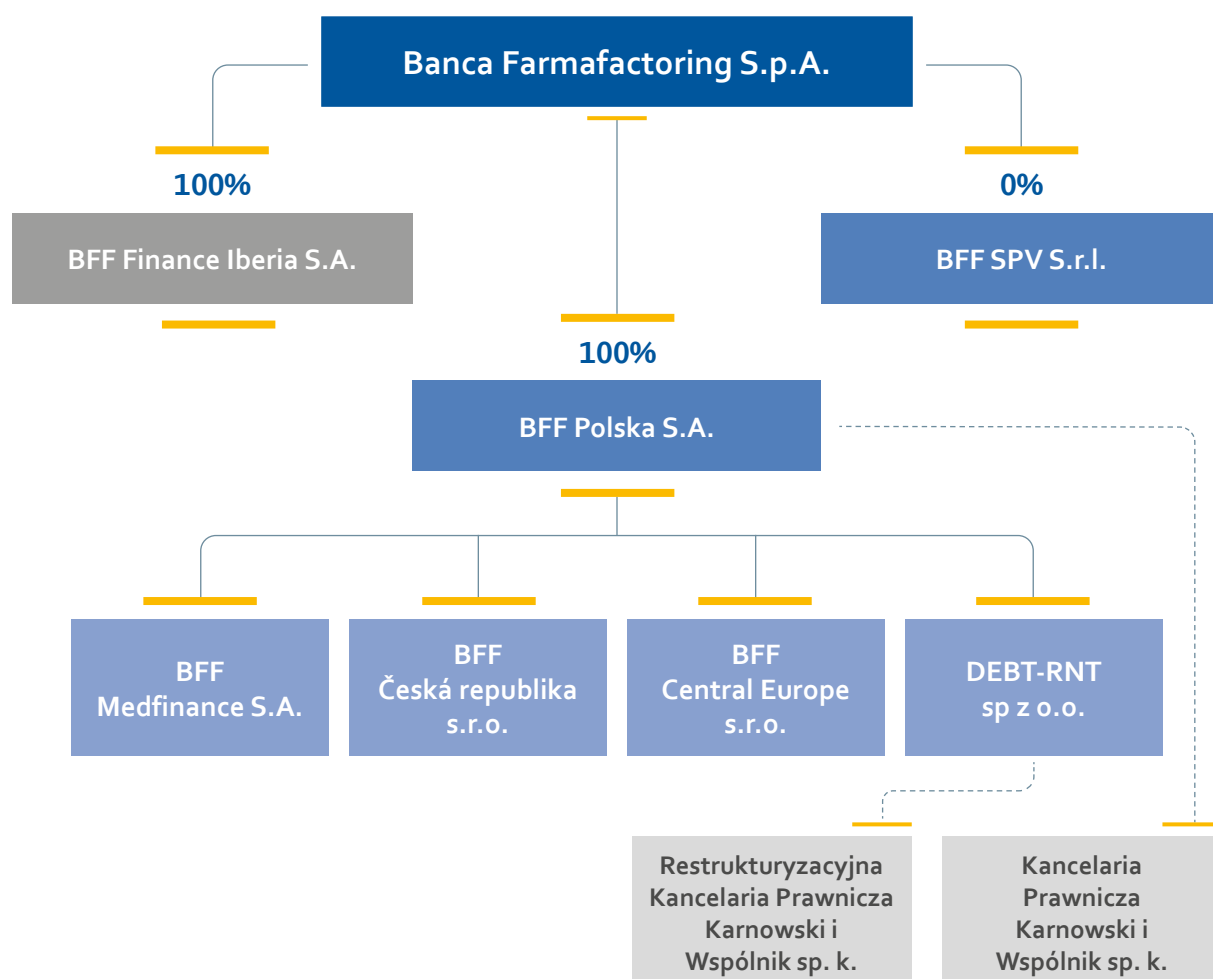 Banca Farmafactoring S.p.A.
100%
0%
BFF Finance Iberia S.A.
BFF SPV S.r.l.
100%
BFF Polska S.A.
BFF
Medfinance S.A.
BFF
Česká republika
s.r.o.
BFF
Central Europe
s.r.o.
DEBT-RNT
sp z o.o.
Restrukturyzacyjna
Kancelaria Prawnicza
Karnowski i
Wspólnik sp. k.
Kancelaria
Prawnicza
Karnowski i
Wspólnik sp. k.